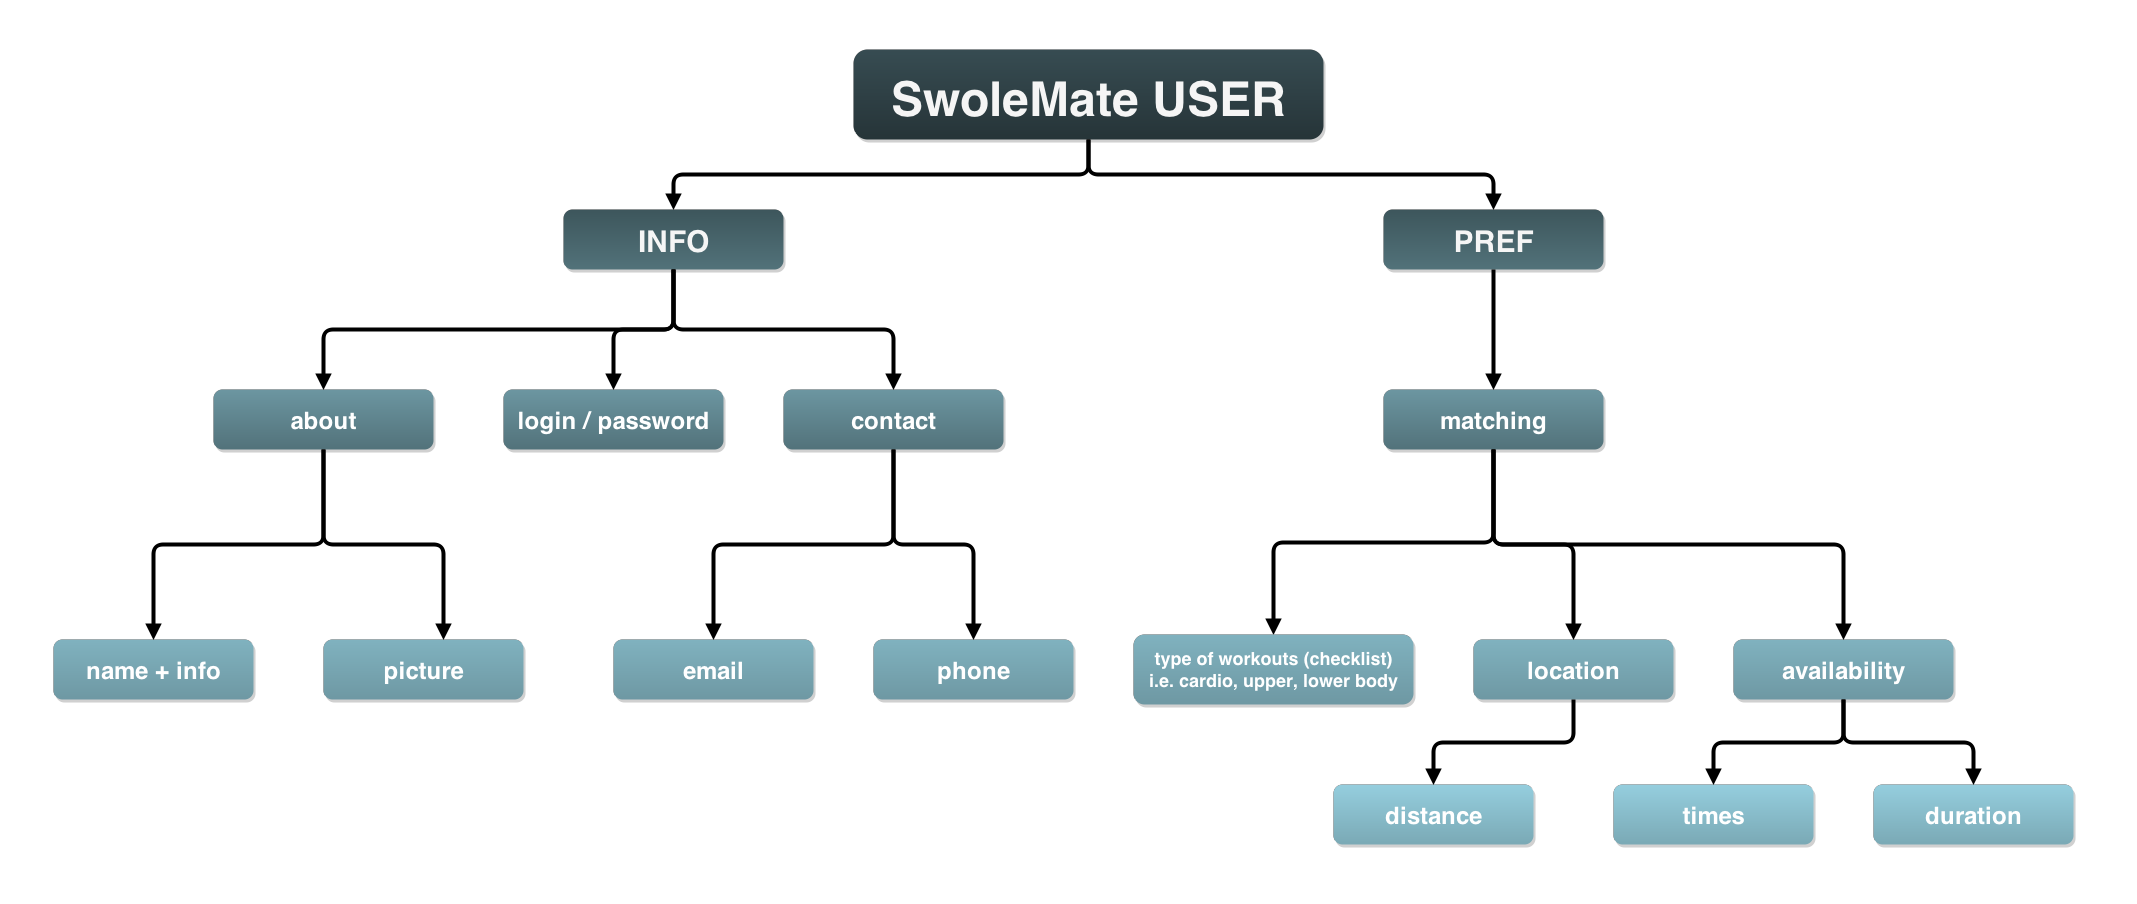 SwoleMate USER
INFO
PREF
about
login / password
contact
matching
name + info
picture
email
phone
type of workouts (checklist)
i.e. cardio, upper, lower body
location
availability
distance
times
duration